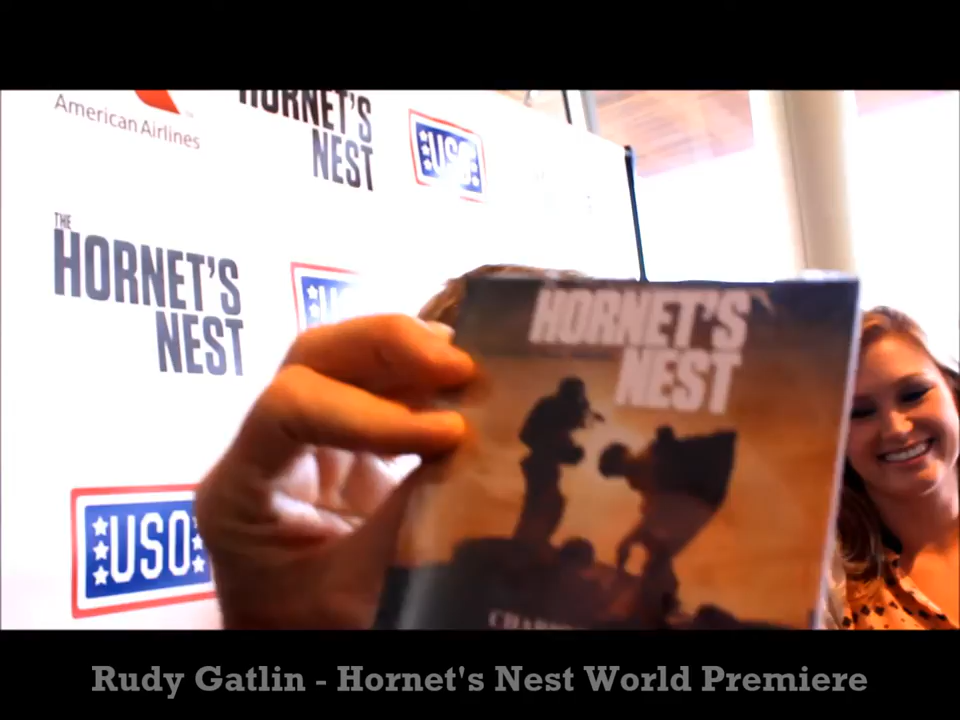 American Airlines
HORNET'S
NEST
USO
THE
HORNET'S
NEST
USO
HORNET'S
NEST
USO
Rudy Gatlin - Hornet's Nest World Premiere